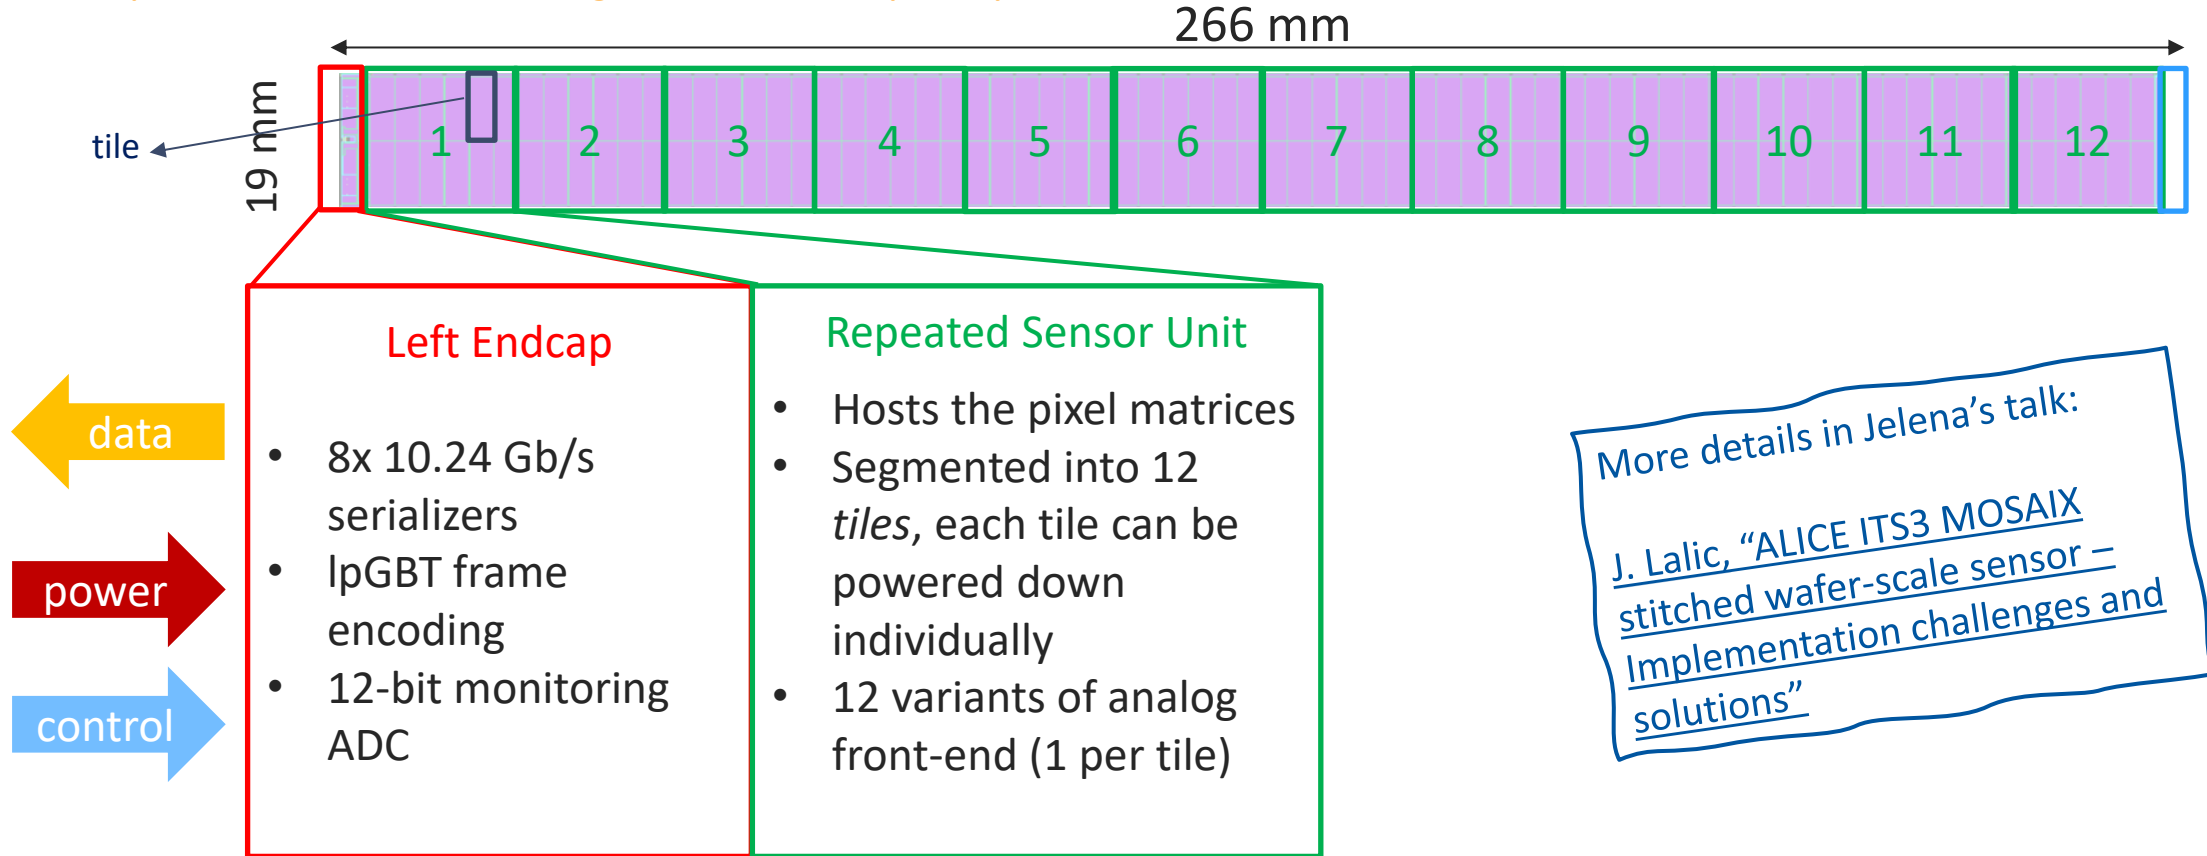 266 mm
19 mm
tile
1 2 3 4 5 6 7 8 9 10 11 12
data
power
control
Left Endcap
• 8x 10.24 Gb/s
serializers
• lpGBT frame
encoding
• 12-bit monitoring
ADC
Repeated Sensor Unit
• Hosts the pixel matrices
• Segmented into 12
tiles, each tile can be
powered down
individually
• 12 variants of analog
front-end (1 per tile)
More details in Jelena’s talk:
J. Lalic, “ALICE ITS3 MOSAIX
stitched wafer-scale sensor –
Implementation challenges and
solutions”